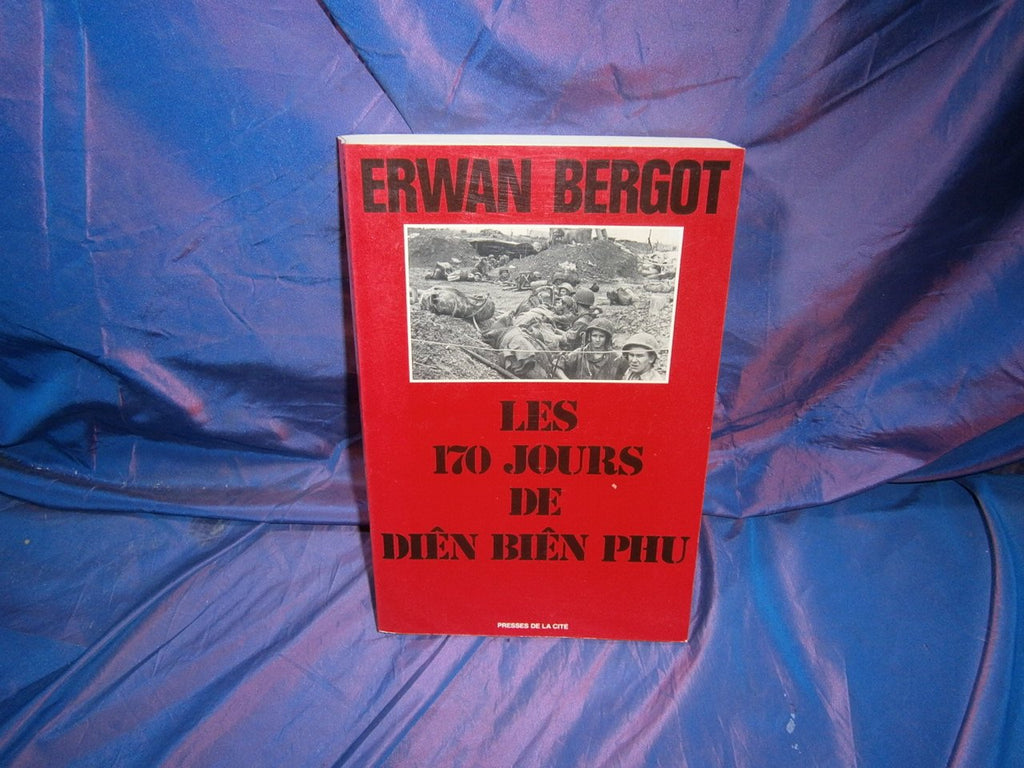 ERWAN BERGOT
LES
170 JOURS
DE
DIÊN BIÊN PHU
PRESSES DE LA CITÉ